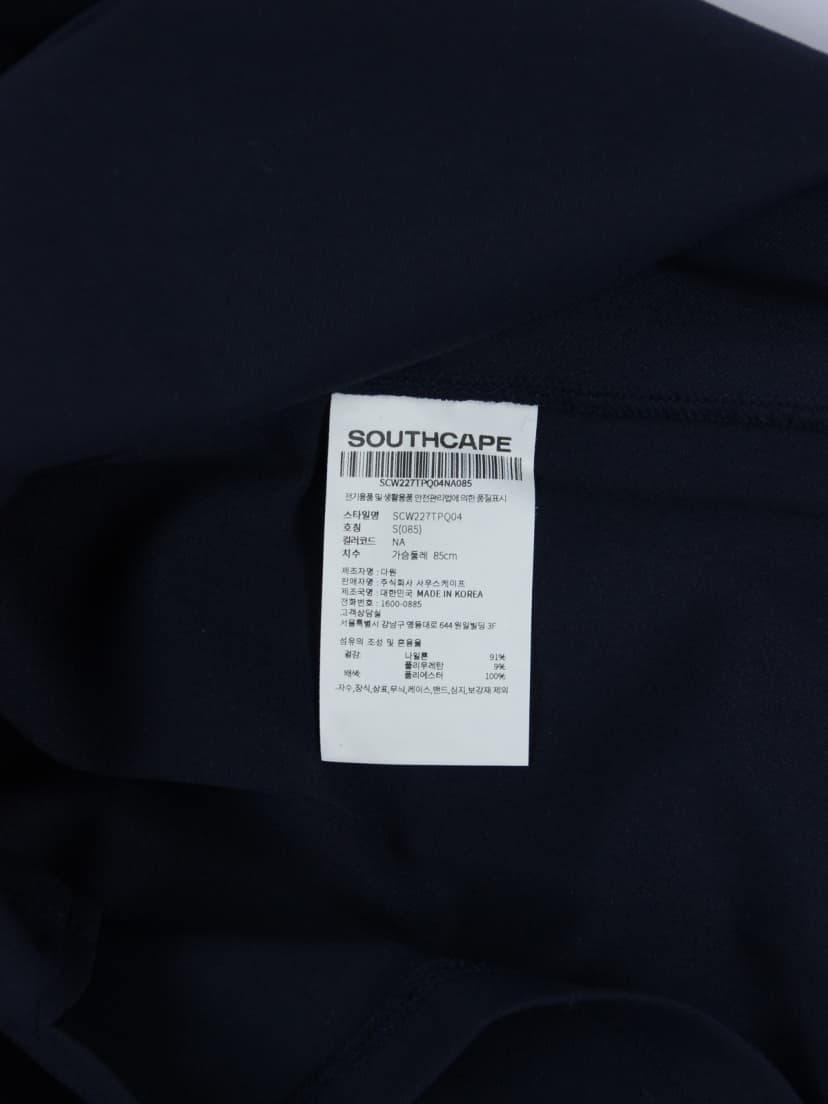 SOUTHCAPE
SCW227TPQ04NA085
전기용품 및 생활용품 안전관리법에 의한 품질표시
스타일명 SCW227TPQ04
호칭 S(085)
컬러코드 NA
치수 가슴둘레 85cm
제조자명 : 다원
판매자명 : 주식회사 사우스케이프
제조국명 : 대한민국 MADE IN KOREA
전화번호 : 1600-0885
고객상담실
서울특별시 강남구 영동대로 644 원일빌딩 3F
섬유의 조성 및 혼용율
겉감: 나일론 91%
폴리우레탄 9%
배색: 폴리에스터 100%
-자수,장식,상표,무늬,케이스,밴드,심지,보강재 제외